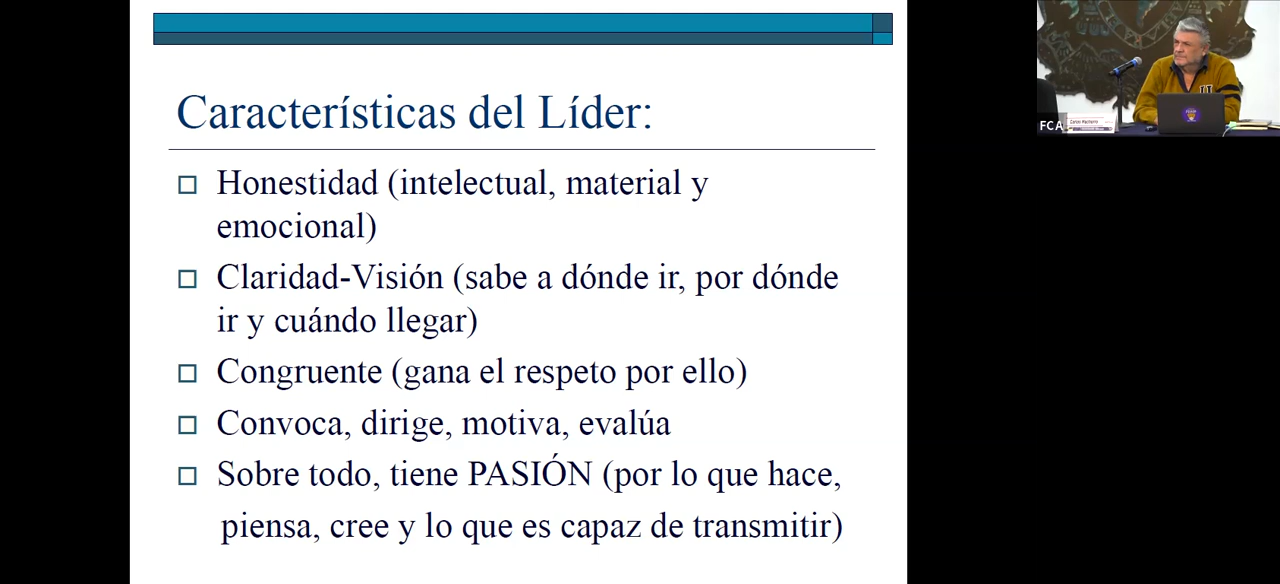 Características del Líder:
Honestidad (intelectual, material y
emocional)
Claridad-Visión (sabe a dónde ir, por dónde
ir y cuándo llegar)
Congruente (gana el respeto por ello)
Convoca, dirige, motiva, evalúa
Sobre todo, tiene PASIÓN (por lo que hace,
piensa, cree y lo que es capaz de transmitir)
FCA